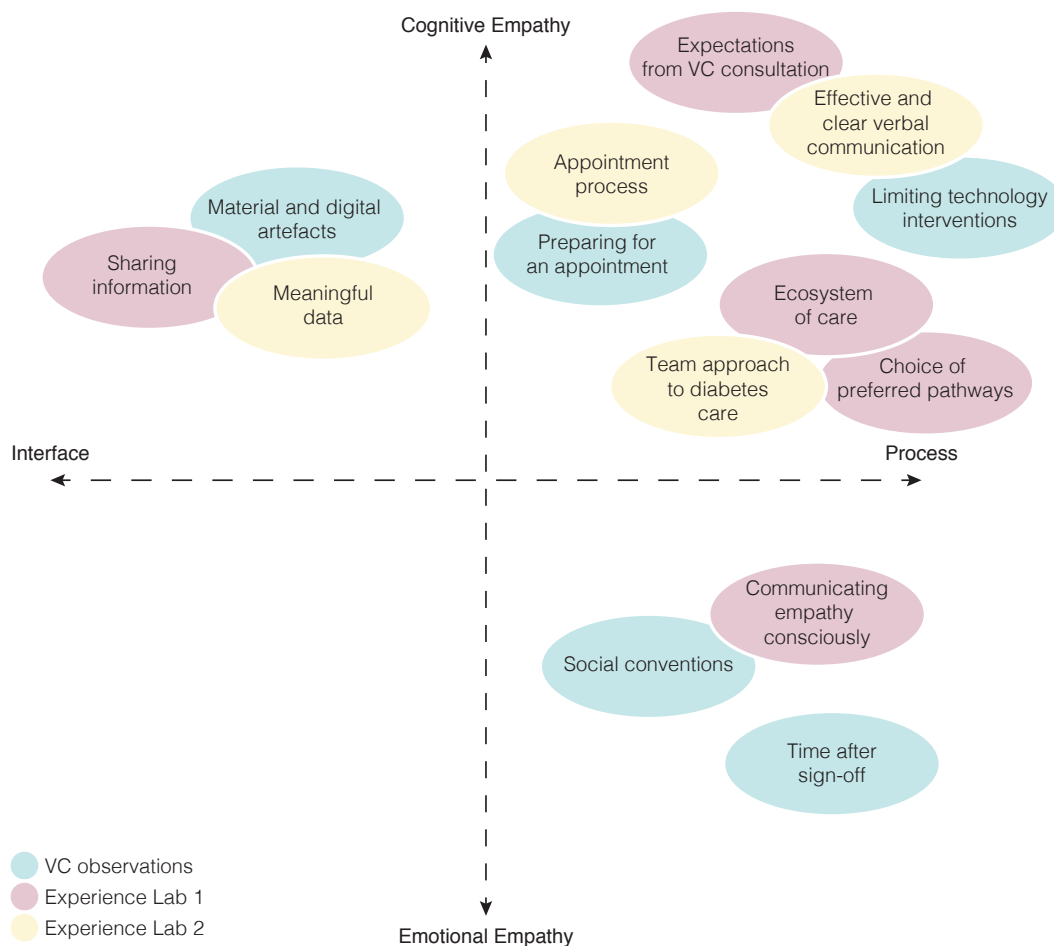 Cognitive Empathy
Expectations
from VC consultation
Effective and
clear verbal
communication
Appointment
process
Limiting technology
interventions
Material and digital
artefacts
Preparing for
an appointment
Sharing
information
Meaningful
data
Ecosystem
of care
Team approach
to diabetes
care
Choice of
preferred pathways
Interface
Process
Communicating
empathy
consciously
Social conventions
Time after
sign-off
VC observations
Experience Lab 1
Experience Lab 2
Emotional Empathy